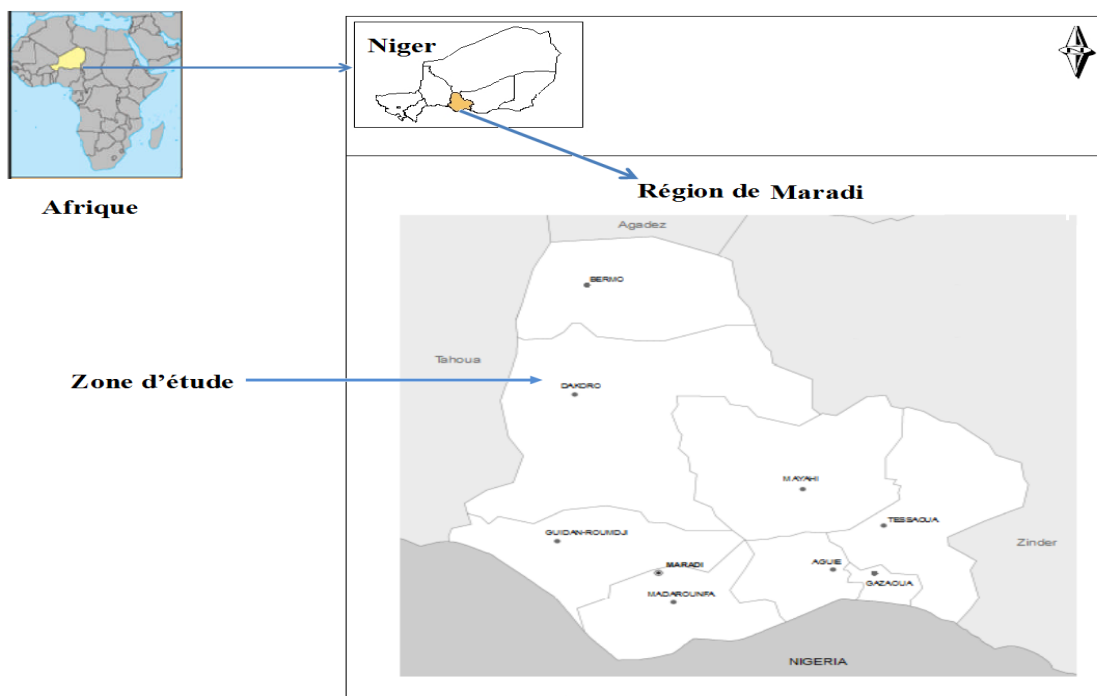 Niger
N
Afrique
Région de Maradi
Agadez
BERMO
Tahoua
Zone d'étude
DAKORO
MAYAHI
TESSAOUA
GUIDAN-ROUMDJI
Zinder
MARADI
AGUIE
GAZAOUA
MADAROUNFA
NIGERIA